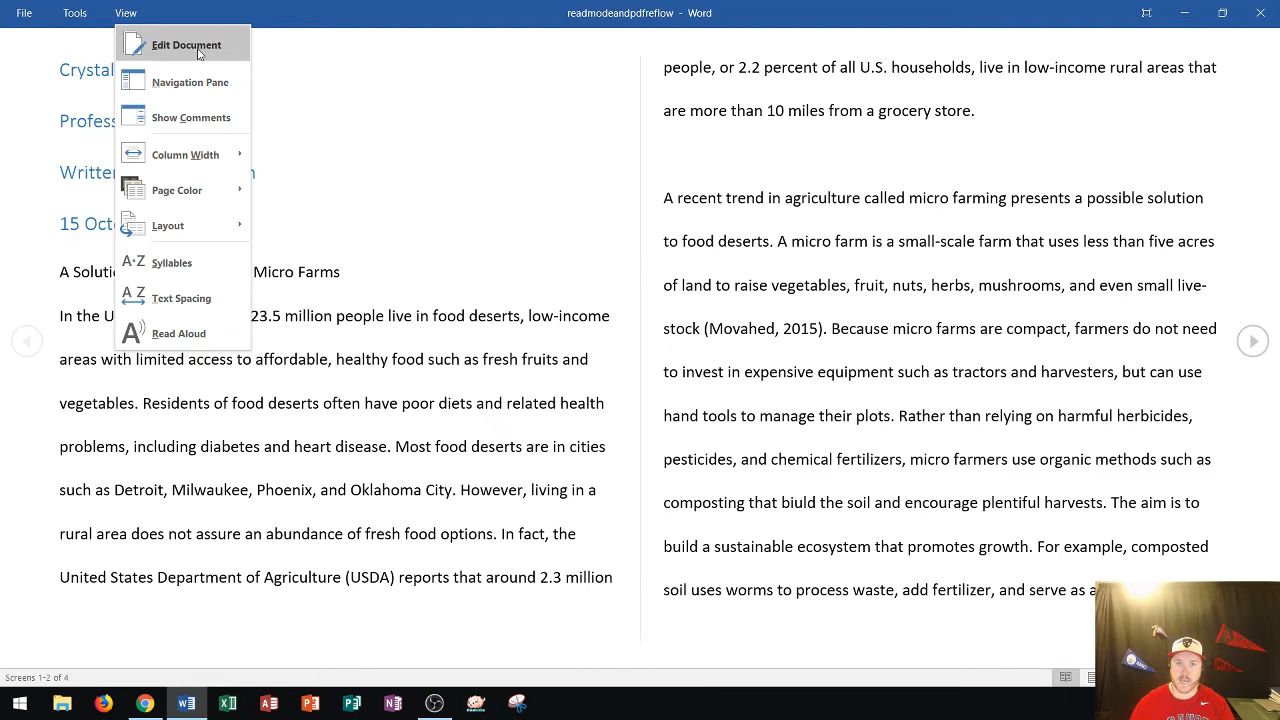 File Tools View readmodeandpdfreflow - Word
Edit Document
Navigation Pane
Show Comments
Column Width
Page Color
Layout
A·Z Syllables
A Z Text Spacing
A Read Aloud
Crystal
Profess
Written
15 Oct
A Soluti Micro Farms
In the U 23.5 million people live in food deserts, low-income
areas with limited access to affordable, healthy food such as fresh fruits and
vegetables. Residents of food deserts often have poor diets and related health
problems, including diabetes and heart disease. Most food deserts are in cities
such as Detroit, Milwaukee, Phoenix, and Oklahoma City. However, living in a
rural area does not assure an abundance of fresh food options. In fact, the
United States Department of Agriculture (USDA) reports that around 2.3 million
people, or 2.2 percent of all U.S. households, live in low-income rural areas that
are more than 10 miles from a grocery store.
A recent trend in agriculture called micro farming presents a possible solution
to food deserts. A micro farm is a small-scale farm that uses less than five acres
of land to raise vegetables, fruit, nuts, herbs, mushrooms, and even small live-
stock (Movahed, 2015). Because micro farms are compact, farmers do not need
to invest in expensive equipment such as tractors and harvesters, but can use
hand tools to manage their plots. Rather than relying on harmful herbicides,
pesticides, and chemical fertilizers, micro farmers use organic methods such as
composting that biuld the soil and encourage plentiful harvests. The aim is to
build a sustainable ecosystem that promotes growth. For example, composted
soil uses worms to process waste, add fertilizer, and serve as a
Screens 1-2 of 4